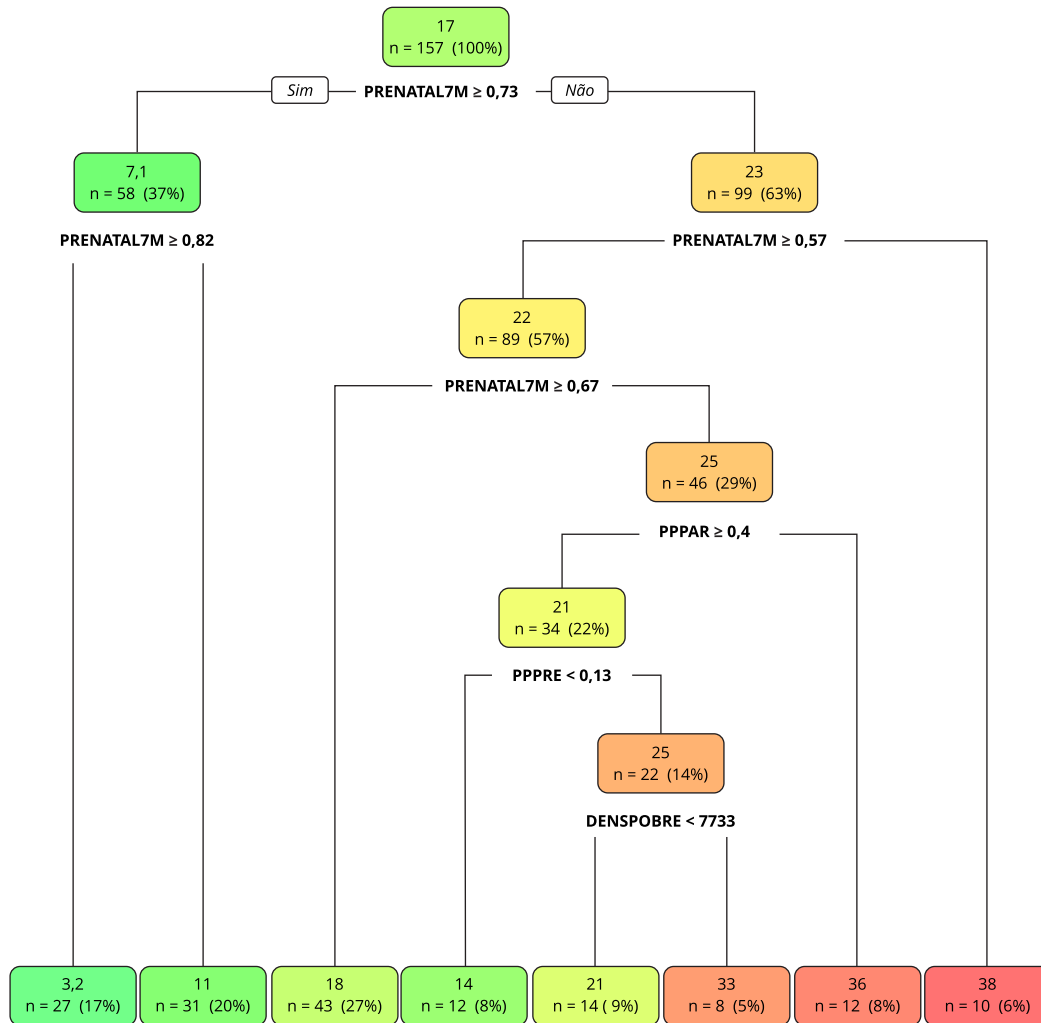 17
n = 157 (100%)
Sim
PRENATAL7M ≥ 0,73
Não
7,1
n = 58 (37%)
23
n = 99 (63%)
PRENATAL7M ≥ 0,82
PRENATAL7M ≥ 0,57
22
n = 89 (57%)
PRENATAL7M ≥ 0,67
25
n = 46 (29%)
PPPAR ≥ 0,4
21
n = 34 (22%)
PPPRE < 0,13
25
n = 22 (14%)
DENSPOBRE < 7733
3,2
n = 27 (17%)
11
n = 31 (20%)
18
n = 43 (27%)
14
n = 12 (8%)
21
n = 14 ( 9%)
33
n = 8 (5%)
36
n = 12 (8%)
38
n = 10 (6%)